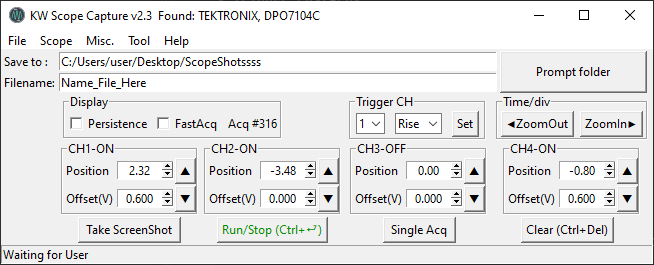 KW Scope Capture v2.3 Found: TEKTRONIX, DPO7104C
File Scope Misc. Tool Help
Save to : C:/Users/user/Desktop/ScopeShotssss
Prompt folder
Filename: Name_File_Here
Display Trigger CH Time/div
Persistence FastAcq Acq #316 1 Rise Set ◄ZoomOut ZoomIn►
CH1-ON CH2-ON CH3-OFF CH4-ON
Position 2.32 ▲ Position -3.48 ▲ Position 0.00 ▲ Position -0.80 ▲
Offset(V) 0.600 ▼ Offset(V) 0.000 ▼ Offset(V) 0.000 ▼ Offset(V) 0.600 ▼
Take ScreenShot Run/Stop (Ctrl+⏎) Single Acq Clear (Ctrl+Del)
Waiting for User